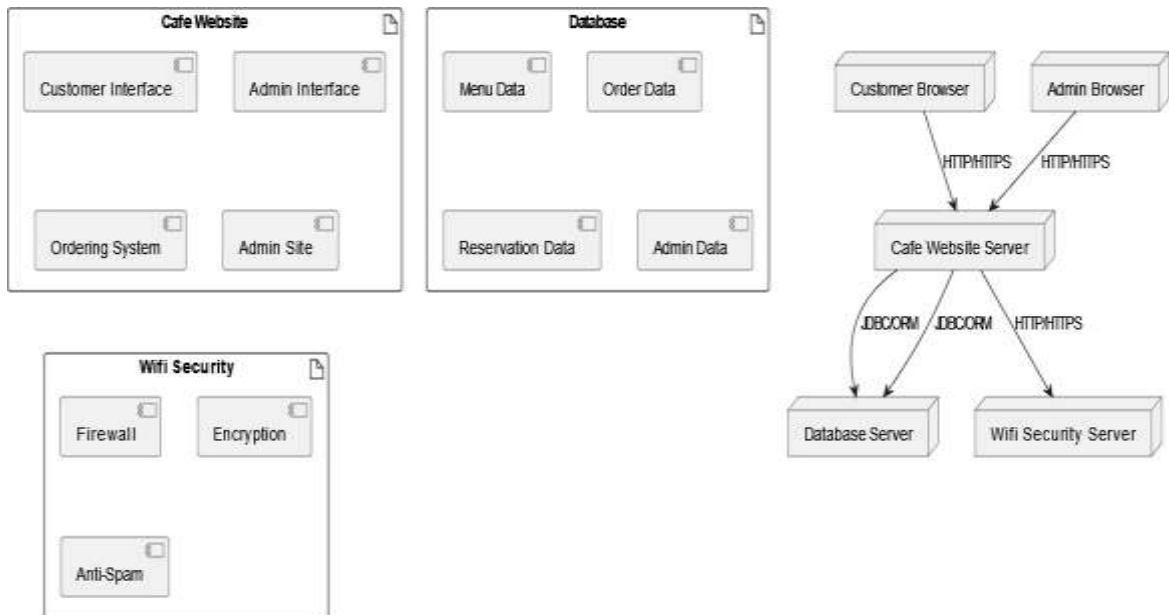 Cafe Website
Customer Interface
Admin Interface
Ordering System
Admin Site
Database
Menu Data
Order Data
Reservation Data
Admin Data
Customer Browser
Admin Browser
HTTP/HTTPS
HTTP/HTTPS
Cafe Website Server
JDBC/ORM
JDBC/ORM
HTTP/HTTPS
Database Server
Wifi Security Server
Wifi Security
Firewall
Encryption
Anti-Spam